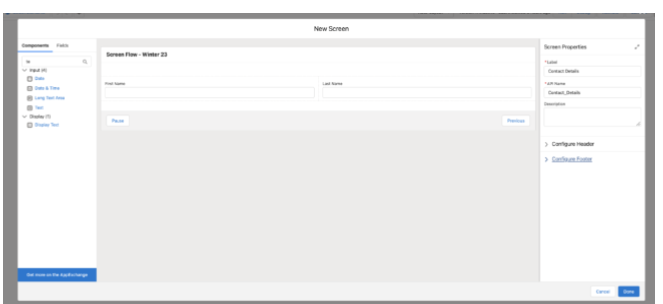 New Screen
Components Fields
te
Input (4)
Date
Date & Time
Long Text Area
Text
Display (1)
Display Text
Get more on the AppExchange
Screen Flow - Winter 23
First Name
Last Name
Pause
Previous
Screen Properties
*Label
Contact Details
*API Name
Contact_Details
Description
Configure Header
Configure Footer
Cancel
Done